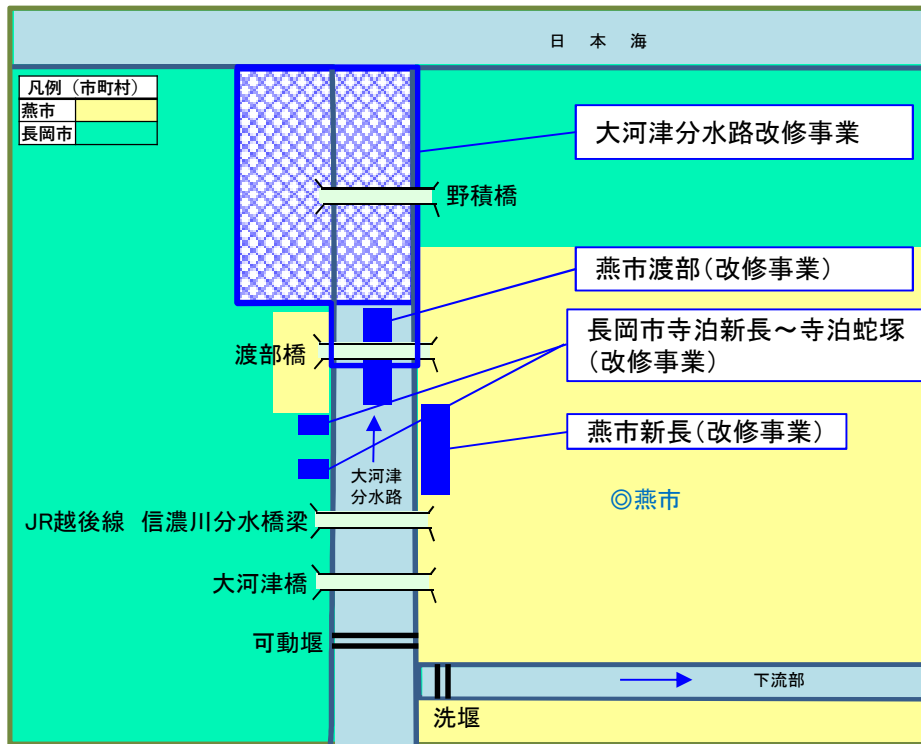 日 本 海
凡例（市町村）
燕市
長岡市
大河津分水路改修事業
野積橋
燕市渡部（改修事業）
長岡市寺泊新長～寺泊蛇塚
（改修事業）
渡部橋
燕市新長（改修事業）
大河津
分水路
◎燕市
JR越後線 信濃川分水橋梁
大河津橋
可動堰
下流部
洗堰